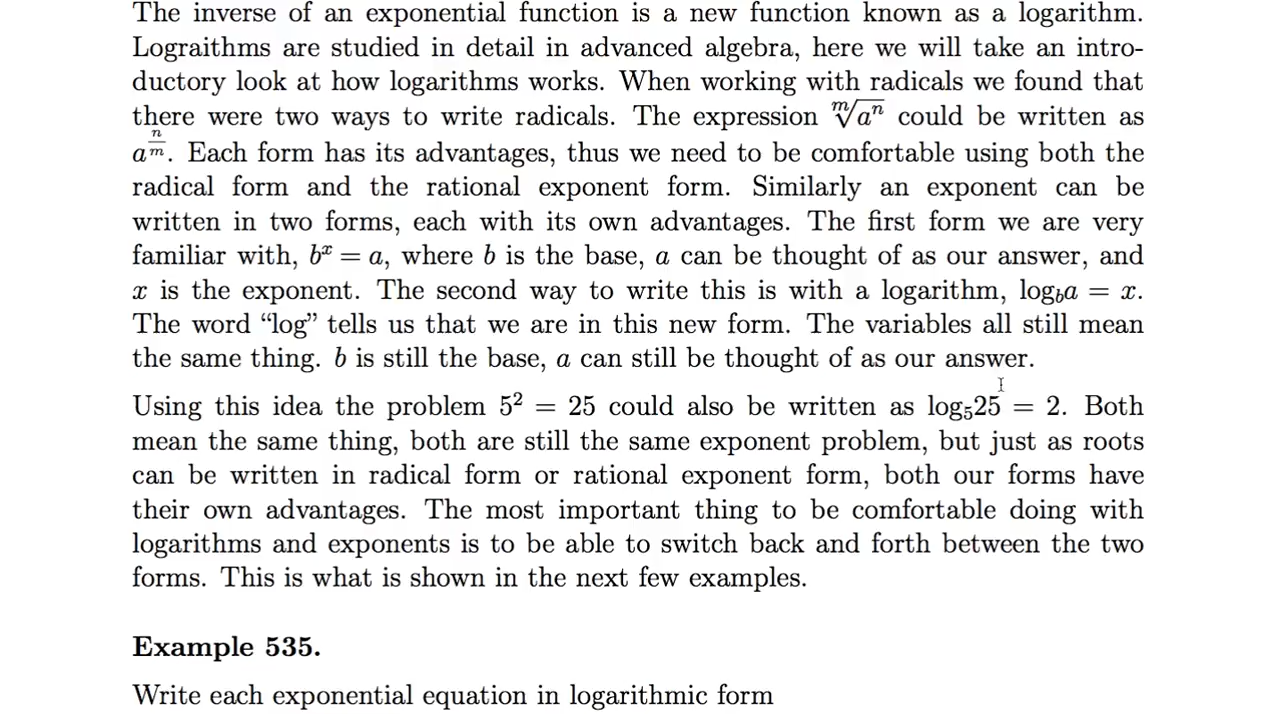 The inverse of an exponential function is a new function known as a logarithm.
Lograithms are studied in detail in advanced algebra, here we will take an intro-
ductory look at how logarithms works. When working with radicals we found that
there were two ways to write radicals. The expression \sqrt[m]{a^n} could be written as
a^{\frac{n}{m}}. Each form has its advantages, thus we need to be comfortable using both the
radical form and the rational exponent form. Similarly an exponent can be
written in two forms, each with its own advantages. The first form we are very
familiar with, b^x = a, where b is the base, a can be thought of as our answer, and
x is the exponent. The second way to write this is with a logarithm, log_b a = x.
The word “log” tells us that we are in this new form. The variables all still mean
the same thing. b is still the base, a can still be thought of as our answer.
Using this idea the problem 5^2 = 25 could also be written as log_5 25 = 2. Both
mean the same thing, both are still the same exponent problem, but just as roots
can be written in radical form or rational exponent form, both our forms have
their own advantages. The most important thing to be comfortable doing with
logarithms and exponents is to be able to switch back and forth between the two
forms. This is what is shown in the next few examples.
Example 535.
Write each exponential equation in logarithmic form